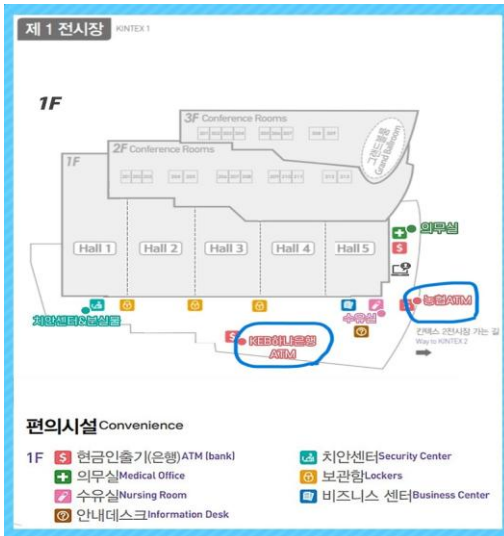 제 1 전시장 KINTEX 1
1F
3F Conference Rooms
그랜드볼룸
Grand Ballroom
2F Conference Rooms
1F
Hall 1
Hall 2
Hall 3
Hall 4
Hall 5
의무실
농협ATM
치안센터&분실물
KEB하나은행
ATM
수유실
킨텍스 2전시장 가는 길
Way to KINTEX 2
편의시설 Convenience
1F
현금인출기(은행) ATM (bank)
치안센터 Security Center
의무실 Medical Office
보관함 Lockers
수유실 Nursing Room
비즈니스 센터 Business Center
안내데스크 Information Desk